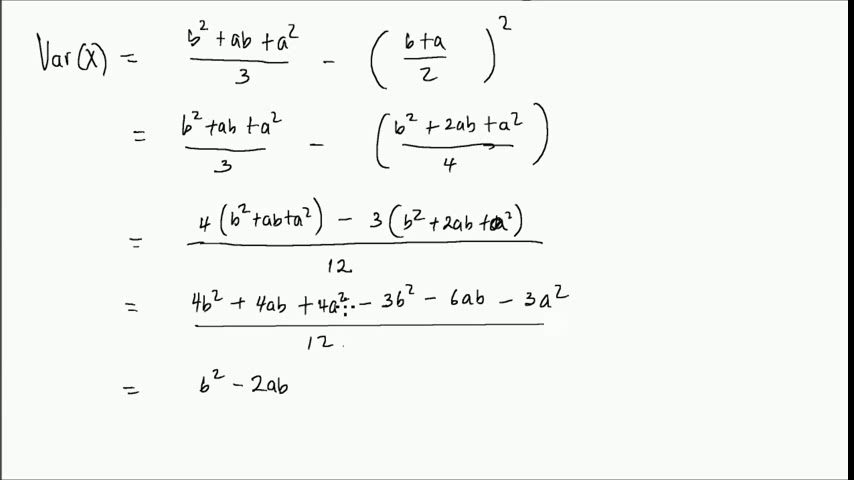 Var(X) = (b² + ab + a²)/3 − ((b+a)/2)²
= (b² + ab + a²)/3 − ((b² + 2ab + a²)/4)
= (4(b² + ab + a²) − 3(b² + 2ab + a²))/12
= (4b² + 4ab + 4a² − 3b² − 6ab − 3a²)/12
= b² − 2ab